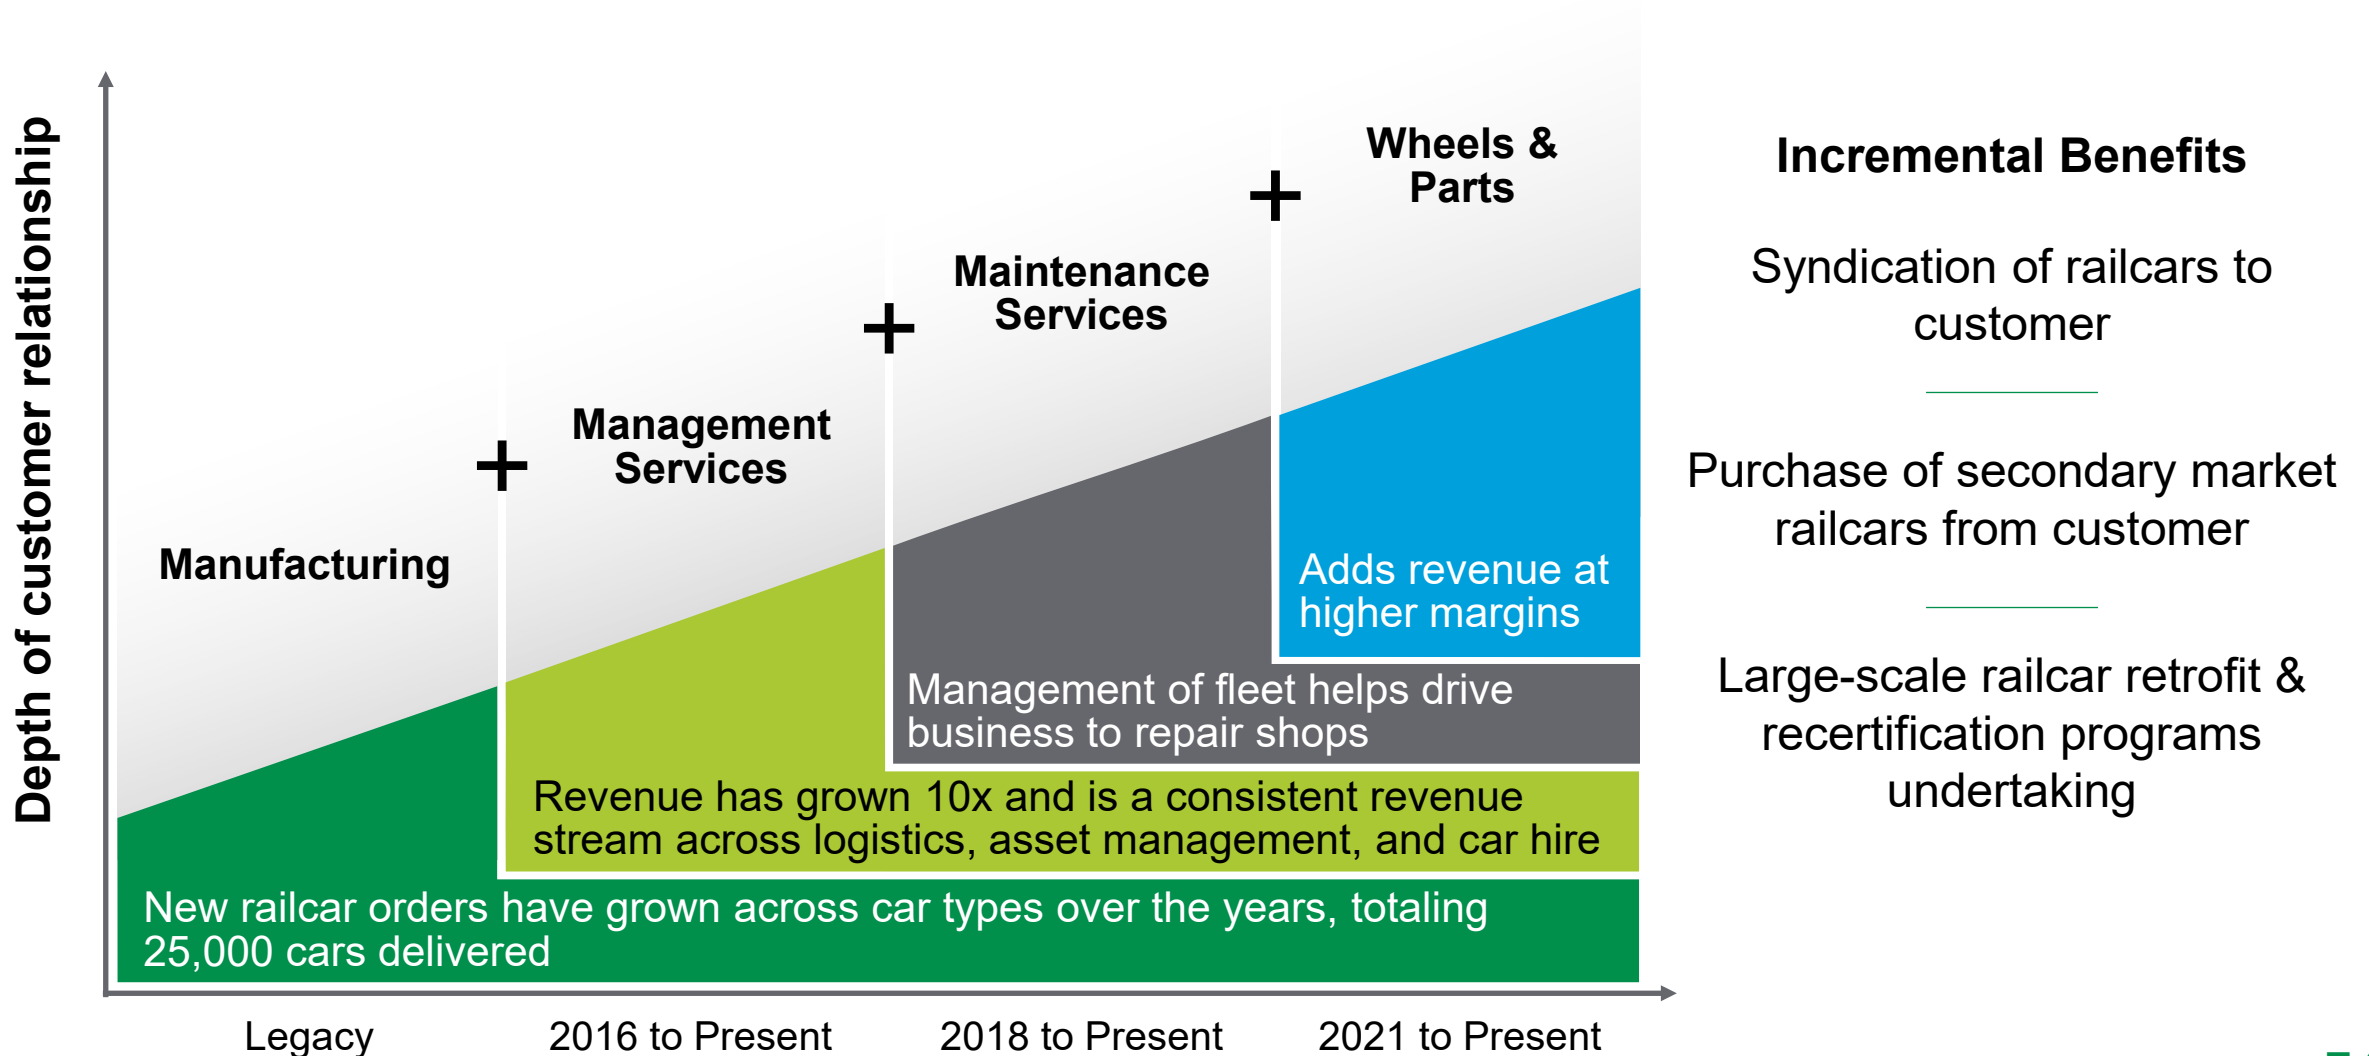 Depth of customer relationship
Manufacturing
+
Management
Services
+
Maintenance
Services
+
Wheels &
Parts
Adds revenue at
higher margins
Management of fleet helps drive
business to repair shops
Revenue has grown 10x and is a consistent revenue
stream across logistics, asset management, and car hire
New railcar orders have grown across car types over the years, totaling
25,000 cars delivered
Legacy
2016 to Present
2018 to Present
2021 to Present
Incremental Benefits
Syndication of railcars to
customer
Purchase of secondary market
railcars from customer
Large-scale railcar retrofit &
recertification programs
undertaking